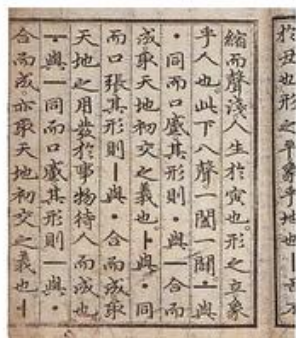 於丑也形之平象乎地也ㅣ舌不
縮而聲淺人生於寅也形之立象
乎人也此下八聲一闔一闢ㅗ與
ㆍ同而口蹙其形則ㆍ與ㅡ合而
成取天地初交之義也ㅏ與ㆍ同
而口張其形則ㅣ與ㆍ合而成取
天地之用發於事物待人而成也
ㅜ與ㅡ同而口蹙其形則ㅡ與ㆍ
合而成亦取天地初交之義也ㅓ